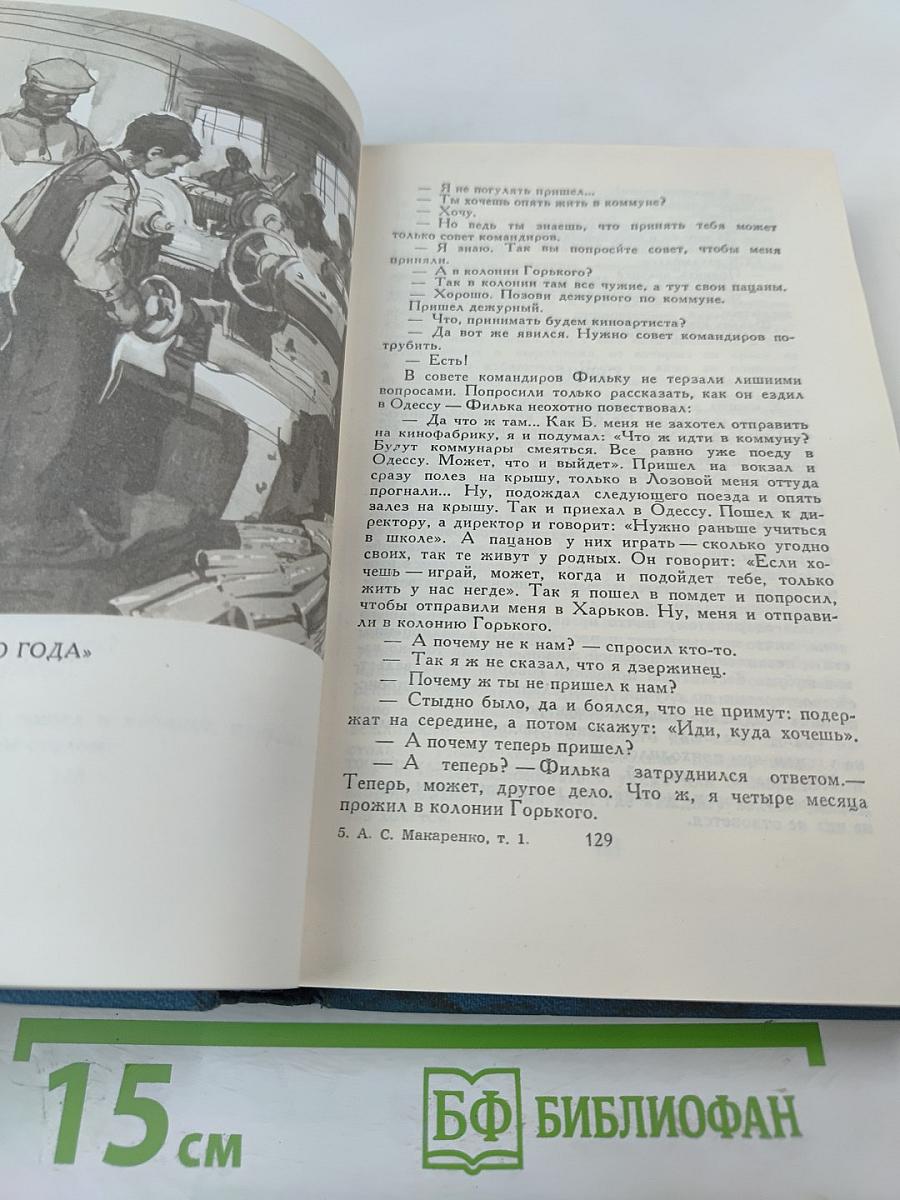 О ГОДА»
— Я не погулять пришел...
— Ты хочешь опять жить в коммуне?
— Хочу.
— Но ведь ты знаешь, что принять тебя может
только совет командиров.
— Я знаю. Так вы попросите совет, чтобы меня
приняли.
— А в колонии Горького?
— Так в колонии там все чужие, а тут свои пацаны.
— Хорошо. Позови дежурного по коммуне.
Пришел дежурный.
— Что, принимать будем киноартиста?
— Да вот же явился. Нужно совет командиров по-
трубить.
— Есть!
В совете командиров Фильку не терзали лишними
вопросами. Попросили только рассказать, как он ездил
в Одессу — Филька неохотно повествовал:
— Да что ж там... Как Б. меня не захотел отправить
на кинофабрику, я и подумал: «Что ж идти в коммуну?
Будут коммунары смеяться. Все равно уже поеду в
Одессу. Может, что и выйдет». Пришел на вокзал и
сразу полез на крышу, только в Лозовой меня оттуда
прогнали... Ну, подождал следующего поезда и опять
залез на крышу. Так и приехал в Одессу. Пошел к ди-
ректору, а директор и говорит: «Нужно раньше учиться
в школе». А пацанов у них играть — сколько угодно
своих, так те живут у родных. Он говорит: «Если хо-
чешь — играй, может, когда и подойдет тебе, только
жить у нас негде». Так я пошел в помдет и попросил,
чтобы отправили меня в Харьков. Ну, меня и отправи-
ли в колонию Горького.
— А почему не к нам? — спросил кто-то.
— Так я ж не сказал, что я дзержинец.
— Почему ж ты не пришел к нам?
— Стыдно было, да и боялся, что не примут: подер-
жат на середине, а потом скажут: «Иди, куда хочешь».
— А почему теперь пришел?
— А теперь? — Филька затруднился ответом.—
Теперь, может, другое дело. Что ж, я четыре месяца
прожил в колонии Горького.
5. А. С. Макаренко, т. 1. 129
15 см
БФ БИБЛИОФАН